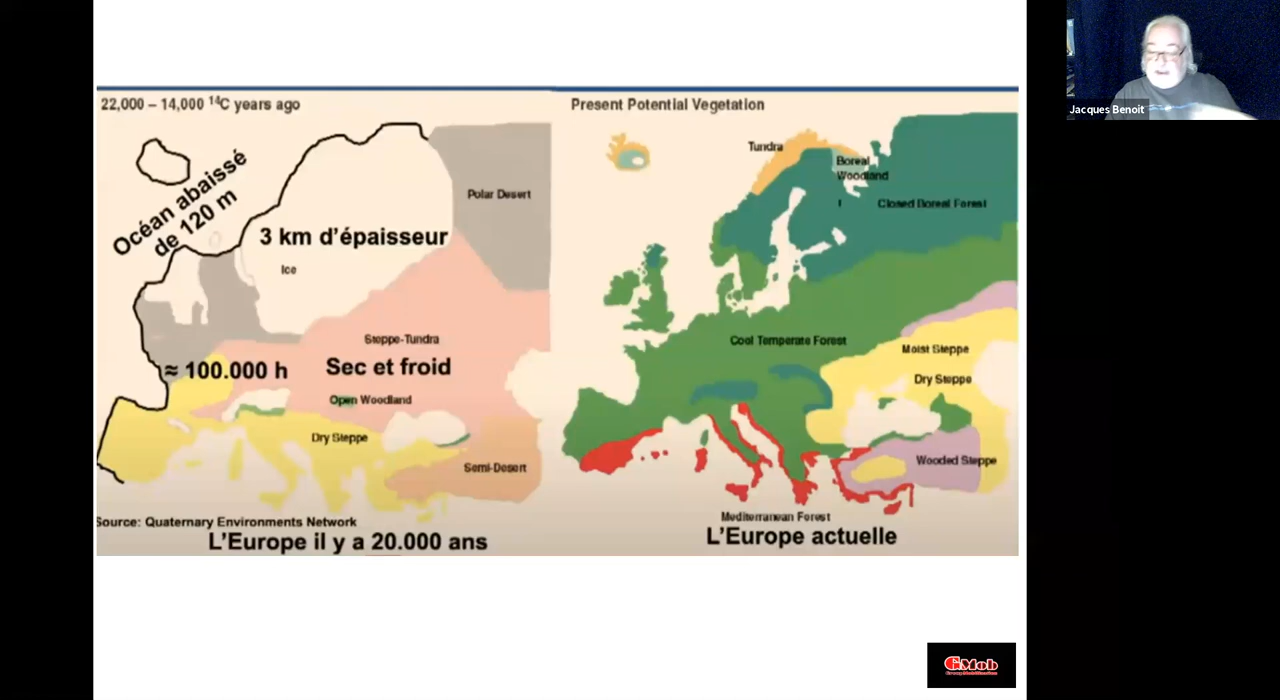 22,000 – 14,000 ¹⁴C years ago
Océan abaissé
de 120 m
3 km d'épaisseur
Ice
Polar Desert
Steppe-Tundra
≈ 100.000 h
Sec et froid
Open Woodland
Dry Steppe
Semi-Desert
Source: Quaternary Environments Network
L'Europe il y a 20.000 ans
Present Potential Vegetation
Tundra
Boreal
Woodland
Closed Boreal Forest
Cool Temperate Forest
Moist Steppe
Dry Steppe
Wooded Steppe
Mediterranean Forest
L'Europe actuelle
Jacques Benoit
GMob